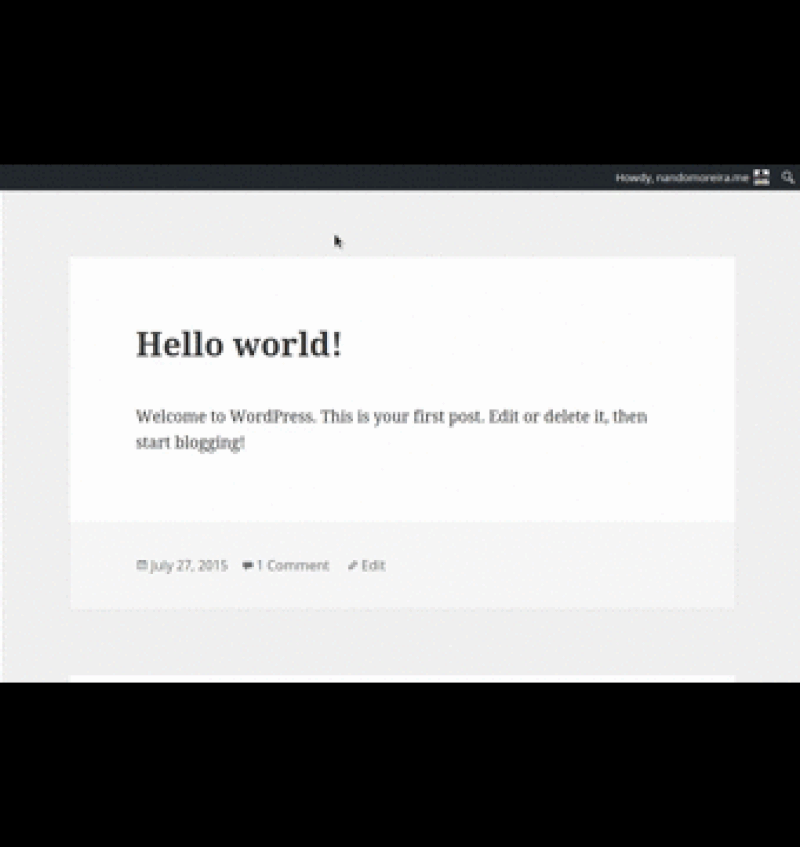 Howdy, nandomoreira.me
Hello world!
Welcome to WordPress. This is your first post. Edit or delete it, then
start blogging!
July 27, 2015 1 Comment Edit